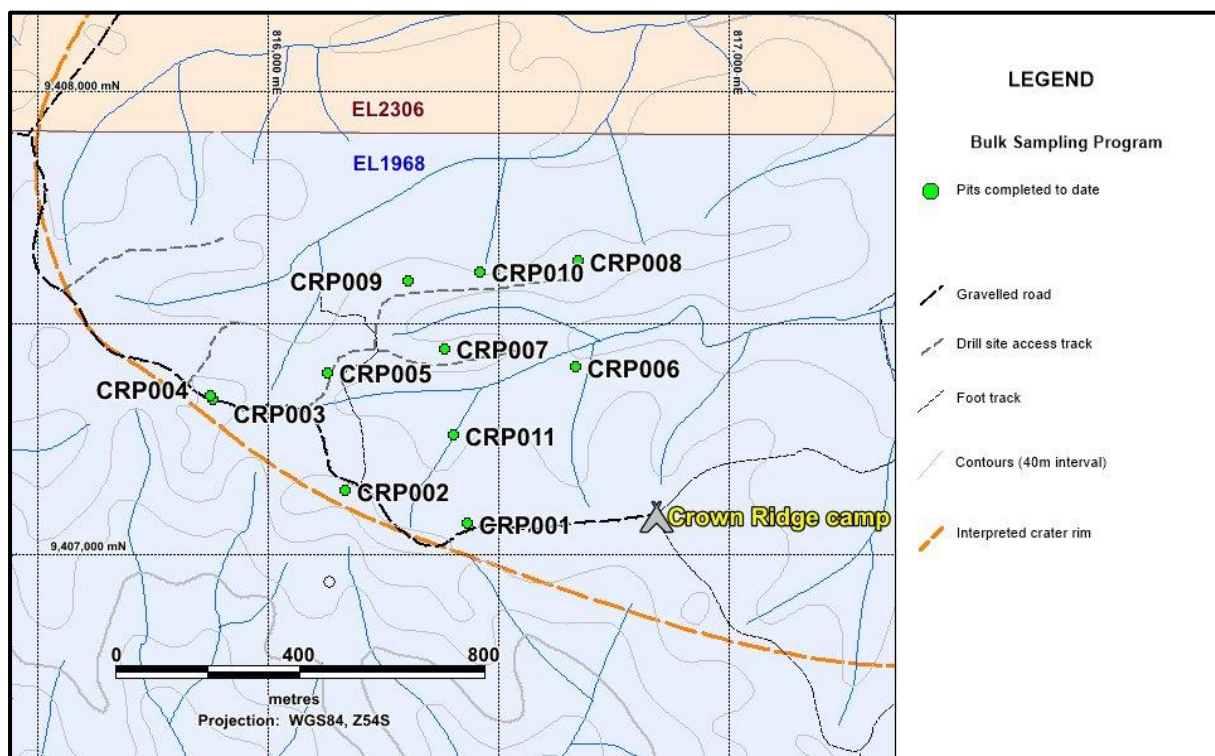 816,000 mE
817,000 mE
9,408,000 mN
EL2306
EL1968
CRP008
CRP010
CRP009
CRP007
CRP006
CRP005
CRP004
CRP003
CRP011
CRP002
CRP001
Crown Ridge camp
9,407,000 mN
0 400 800
metres
Projection: WGS84, Z54S
LEGEND
Bulk Sampling Program
Pits completed to date
Gravelled road
Drill site access track
Foot track
Contours (40m interval)
Interpreted crater rim